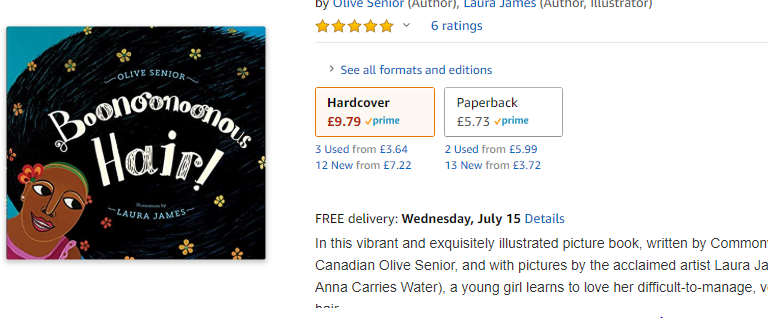 by Olive Senior (Author), Laura James (Author, Illustrator)
6 ratings
OLIVE SENIOR
Boonoonoonous
Hair!
Illustrations by
LAURA JAMES
See all formats and editions
Hardcover
£9.79 prime
Paperback
£5.73 prime
3 Used from £3.64
12 New from £7.22
2 Used from £5.99
13 New from £3.72
FREE delivery: Wednesday, July 15 Details
In this vibrant and exquisitely illustrated picture book, written by Common
Canadian Olive Senior, and with pictures by the acclaimed artist Laura Ja
Anna Carries Water), a young girl learns to love her difficult-to-manage, v